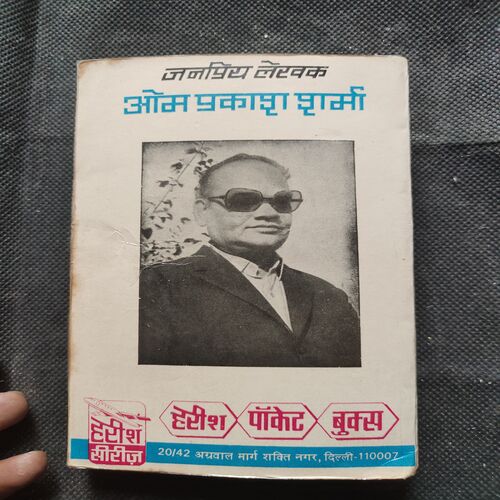 जनप्रिय लेखक
ओम प्रकाश शर्मा
हरीश पॉकेट बुक्स
हरीश
सीरीज़
20/42 अग्रवाल मार्ग शक्ति नगर, दिल्ली-110007